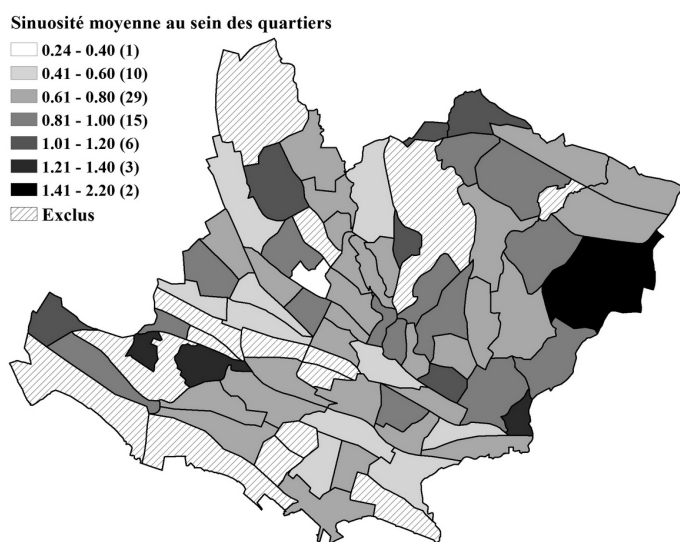 Sinuosité moyenne au sein des quartiers
0.24 - 0.40 (1)
0.41 - 0.60 (10)
0.61 - 0.80 (29)
0.81 - 1.00 (15)
1.01 - 1.20 (6)
1.21 - 1.40 (3)
1.41 - 2.20 (2)
Exclus